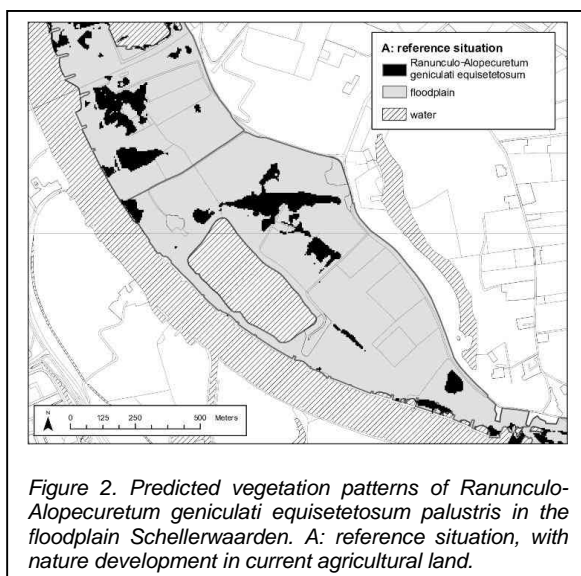 A: reference situation
Ranunculo-Alopecuretum
geniculati equisetetosum
floodplain
water
0 125 250 500 Meters
Figure 2. Predicted vegetation patterns of Ranunculo-
Alopecuretum geniculati equisetetosum palustris in the
floodplain Schellerwaarden. A: reference situation, with
nature development in current agricultural land.